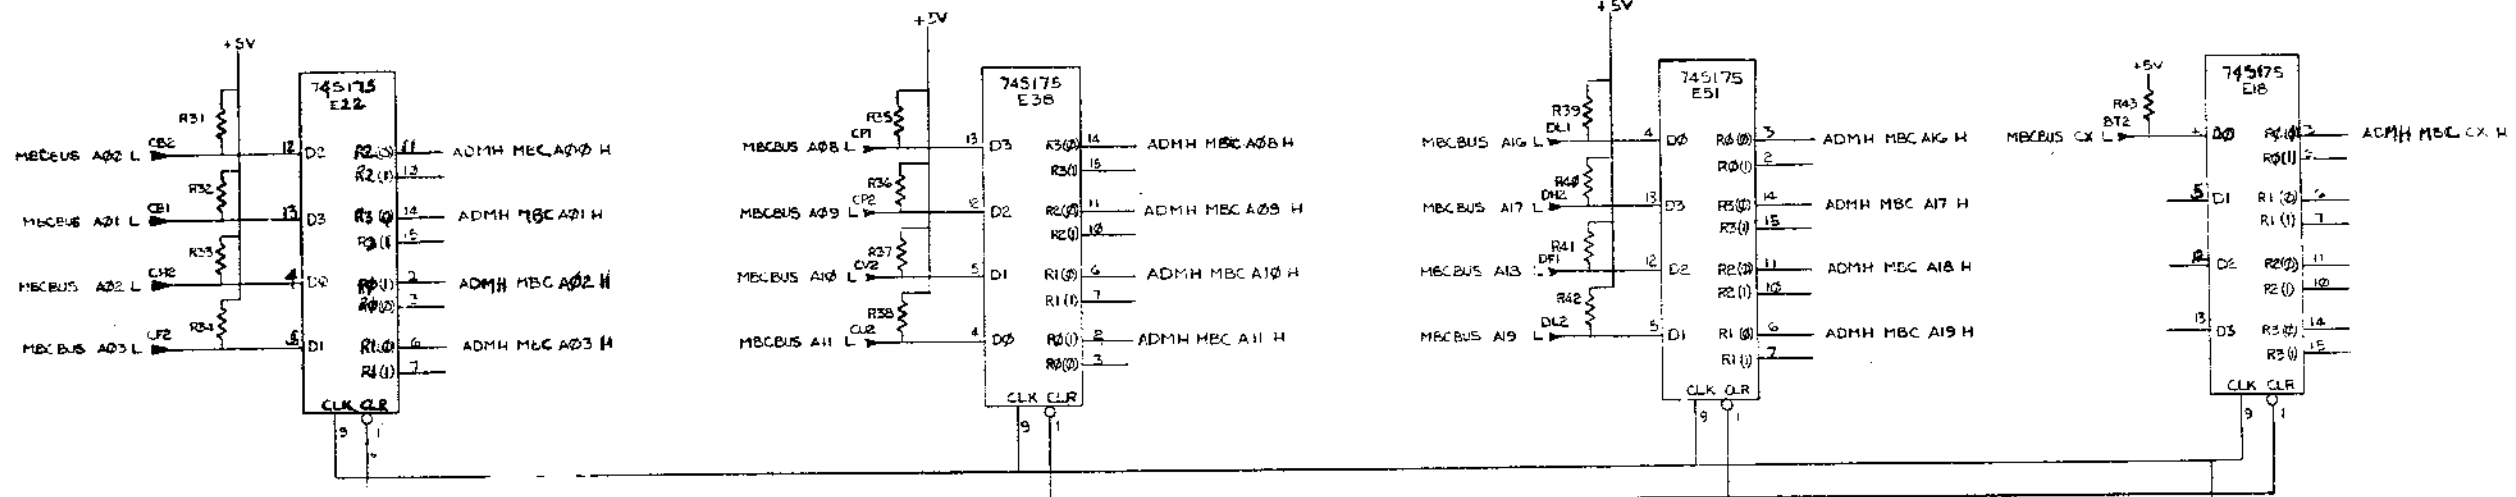 +5V
74S175
E22
R31
CB2
MBCBUS A00 L
12 D2
R2(0) 11 ADMH MBC A00 H
R2(1) 10
R32
CE1
MBCBUS A01 L
13 D3
R3(0) 14 ADMH MBC A01 H
R3(1) 15
R33
CH2
MBCBUS A02 L
4 D0
R0(1) 2 ADMH MBC A02 H
R0(0) 3
R34
CF2
MBCBUS A03 L
5 D1
R1(0) 6 ADMH MBC A03 H
R1(1) 7
CLK CLR
9 1
+5V
74S175
E38
R35
CP1
MBCBUS A08 L
13 D3
R3(0) 14 ADMH MBC A08 H
R3(1) 15
R36
CP2
MBCBUS A09 L
12 D2
R2(0) 11 ADMH MBC A09 H
R2(1) 10
R37
CV2
MBCBUS A10 L
5 D1
R1(0) 6 ADMH MBC A10 H
R1(1) 7
R38
CU2
MBCBUS A11 L
4 D0
R0(1) 2 ADMH MBC A11 H
R0(0) 3
CLK CLR
9 1
+5V
74S175
E51
R39
DL1
MBCBUS A16 L
4 D0
R0(0) 3 ADMH MBC A16 H
R0(1) 2
R40
DH2
MBCBUS A17 L
13 D3
R3(0) 14 ADMH MBC A17 H
R3(1) 15
R41
DF1
MBCBUS A18 L
12 D2
R2(0) 11 ADMH MBC A18 H
R2(1) 10
R42
DL2
MBCBUS A19 L
5 D1
R1(0) 6 ADMH MBC A19 H
R1(1) 7
CLK CLR
9 1
+5V
74S175
E18
R43
BT2
MBCBUS CX L
4 D0
R0(0) 3 ADMH MBC CX H
R0(1) 2
5 D1
R1(0) 6
R1(1) 7
12 D2
R2(0) 11
R2(1) 10
13 D3
R3(0) 14
R3(1) 15
CLK CLR
9 1